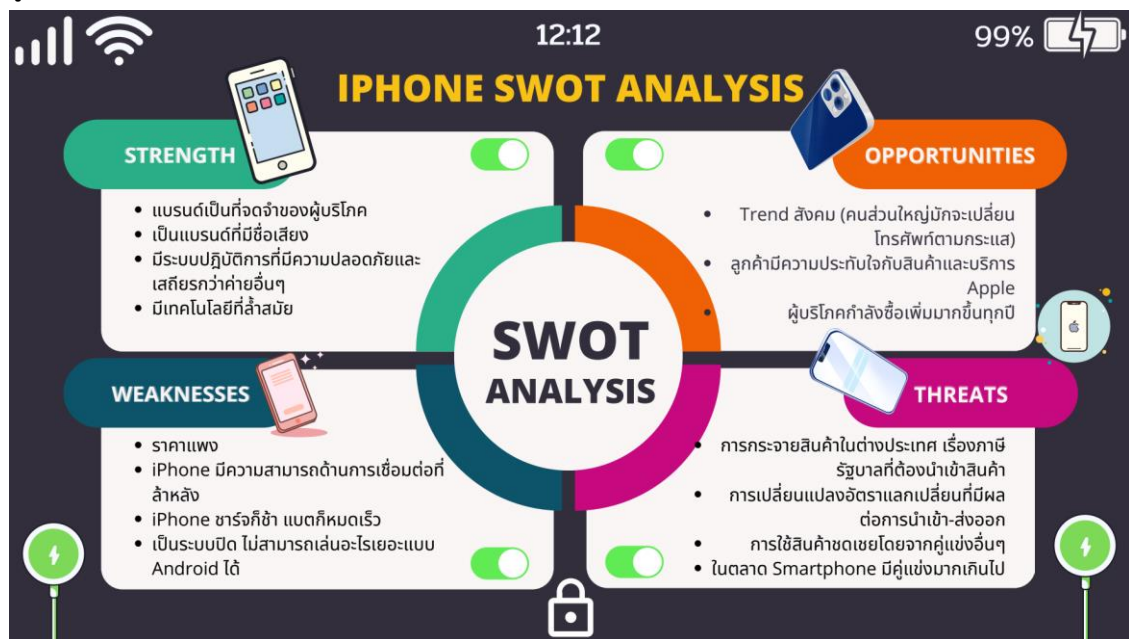 12:12
99%
IPHONE SWOT ANALYSIS
STRENGTH
• แบรนด์เป็นที่จดจำของผู้บริโภค
• เป็นแบรนด์ที่มีชื่อเสียง
• มีระบบปฎิบัติการที่มีความปลอดภัยและ
เสถียรกว่าค่ายอื่นๆ
• มีเทคโนโลยีที่ล้ำสมัย
OPPORTUNITIES
• Trend สังคม (คนส่วนใหญ่มักจะเปลี่ยน
โทรศัพท์ตามกระแส)
• ลูกค้ามีความประทับใจกับสินค้าและบริการ
Apple
• ผู้บริโภคกำลังซื้อเพิ่มมากขึ้นทุกปี
SWOT
ANALYSIS
WEAKNESSES
• ราคาแพง
• iPhone มีความสามารถด้านการเชื่อมต่อที่
ล้าหลัง
• iPhone ชาร์จก็ช้า แบตก็หมดเร็ว
• เป็นระบบปิด ไม่สามารถเล่นอะไรเยอะแบบ
Android ได้
THREATS
• การกระจายสินค้าในต่างประเทศ เรื่องภาษี
รัฐบาลที่ต้องนำเข้าสินค้า
• การเปลี่ยนแปลงอัตราแลกเปลี่ยนที่มีผล
ต่อการนำเข้า-ส่งออก
• การใช้สินค้าชดเชยโดยจากคู่แข่งอื่นๆ
• ในตลาด Smartphone มีคู่แข่งมากเกินไป